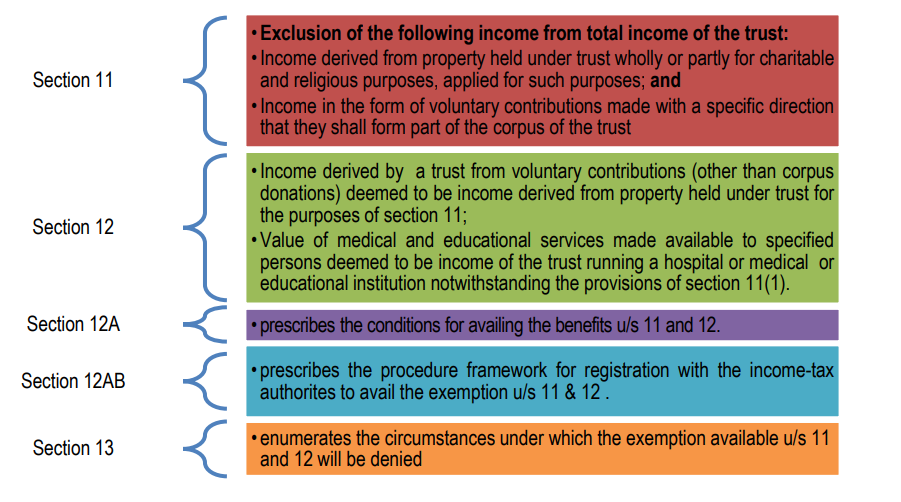 Section 11
• Exclusion of the following income from total income of the trust:
• Income derived from property held under trust wholly or partly for charitable
and religious purposes, applied for such purposes; and
• Income in the form of voluntary contributions made with a specific direction
that they shall form part of the corpus of the trust
Section 12
• Income derived by a trust from voluntary contributions (other than corpus
donations) deemed to be income derived from property held under trust for
the purposes of section 11;
• Value of medical and educational services made available to specified
persons deemed to be income of the trust running a hospital or medical or
educational institution notwithstanding the provisions of section 11(1).
Section 12A
• prescribes the conditions for availing the benefits u/s 11 and 12.
Section 12AB
• prescribes the procedure framework for registration with the income-tax
authorites to avail the exemption u/s 11 & 12 .
Section 13
• enumerates the circumstances under which the exemption available u/s 11
and 12 will be denied